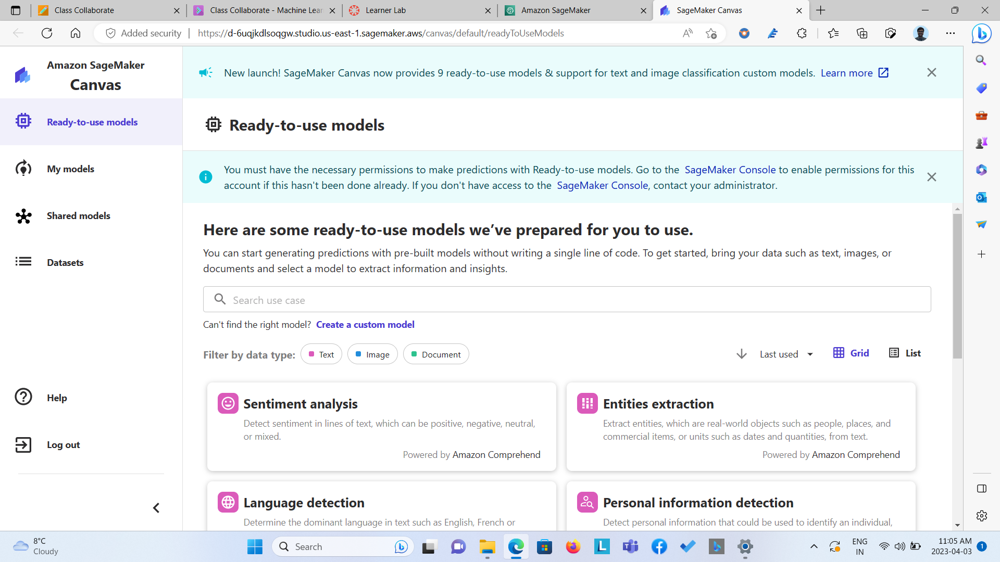 Class Collaborate
Class Collaborate - Machine Lear
Learner Lab
Amazon SageMaker
SageMaker Canvas
Added security
https://d-6uqjkdlsoqgw.studio.us-east-1.sagemaker.aws/canvas/default/readyToUseModels
Amazon SageMaker
Canvas
Ready-to-use models
My models
Shared models
Datasets
Help
Log out
New launch! SageMaker Canvas now provides 9 ready-to-use models & support for text and image classification custom models. Learn more
Ready-to-use models
You must have the necessary permissions to make predictions with Ready-to-use models. Go to the SageMaker Console to enable permissions for this
account if this hasn't been done already. If you don't have access to the SageMaker Console, contact your administrator.
Here are some ready-to-use models we’ve prepared for you to use.
You can start generating predictions with pre-built models without writing a single line of code. To get started, bring your data such as text, images, or
documents and select a model to extract information and insights.
Search use case
Can't find the right model? Create a custom model
Filter by data type: Text Image Document
Last used Grid List
Sentiment analysis
Detect sentiment in lines of text, which can be positive, negative, neutral,
or mixed.
Powered by Amazon Comprehend
Entities extraction
Extract entities, which are real-world objects such as people, places, and
commercial items, or units such as dates and quantities, from text.
Powered by Amazon Comprehend
Language detection
Determine the dominant language in text such as English, French or
Personal information detection
Detect personal information that could be used to identify an individual,
8°C
Cloudy
Search
ENG
IN
11:05 AM
2023-04-03
1